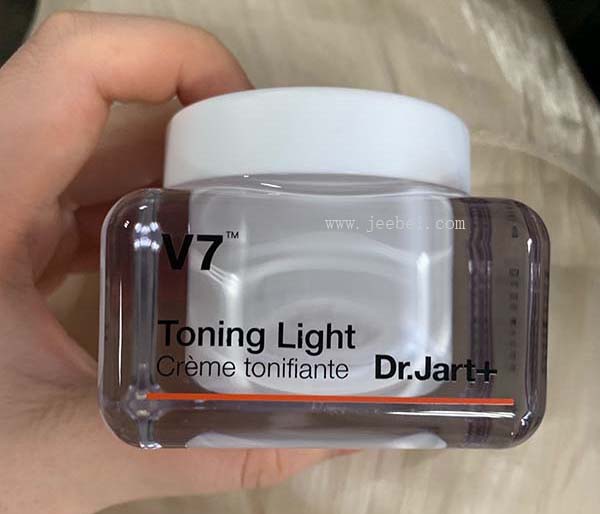 www.jeebei.com
V7™
Toning Light
Crème tonifiante Dr.Jart+